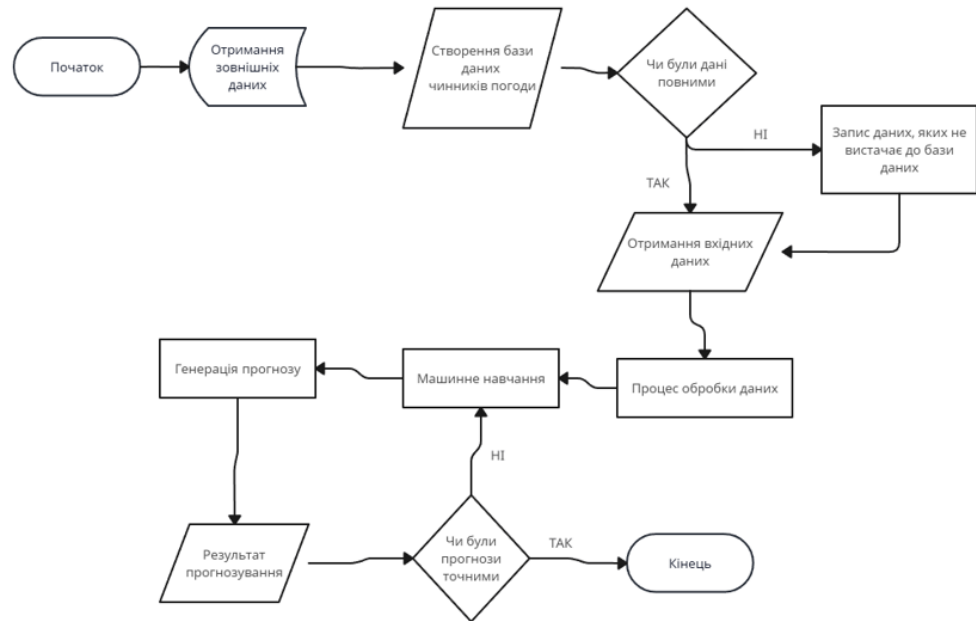 Початок
Отримання
зовнішніх
даних
Створення бази
даних
чинників погоди
Чи були дані
повними
НІ
Запис даних, яких не
вистачає до бази
даних
ТАК
Отримання вхідних
даних
Процес обробки даних
Машинне навчання
Генерація прогнозу
Результат
прогнозування
Чи були
прогнози
точними
НІ
ТАК
Кінець